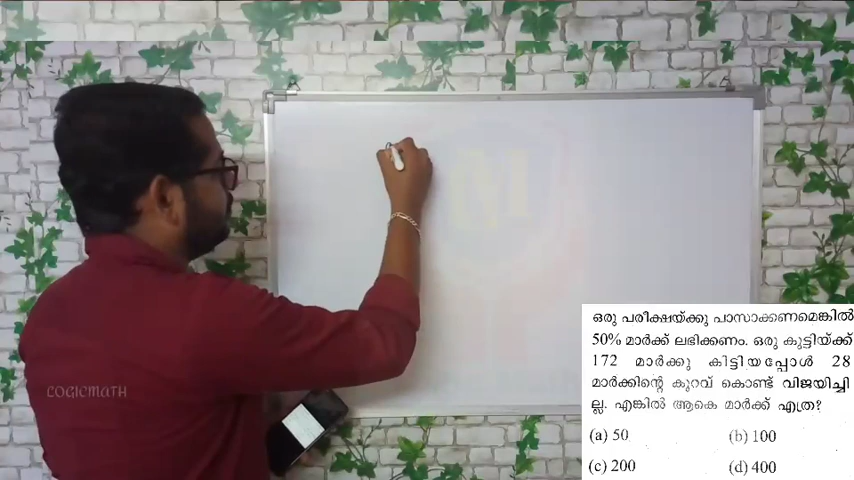 LOGICMATH
ഒരു പരീക്ഷയ്ക്കു പാസാക്കണമെങ്കിൽ
50% മാർക്ക് ലഭിക്കണം. ഒരു കുട്ടിയ്ക്ക്
172 മാർക്കു കിട്ടിയപ്പോൾ 28
മാർക്കിന്റെ കുറവ് കൊണ്ട് വിജയിച്ചി
ല്ല. എങ്കിൽ ആകെ മാർക്ക് എത്ര?
(a) 50 (b) 100
(c) 200 (d) 400